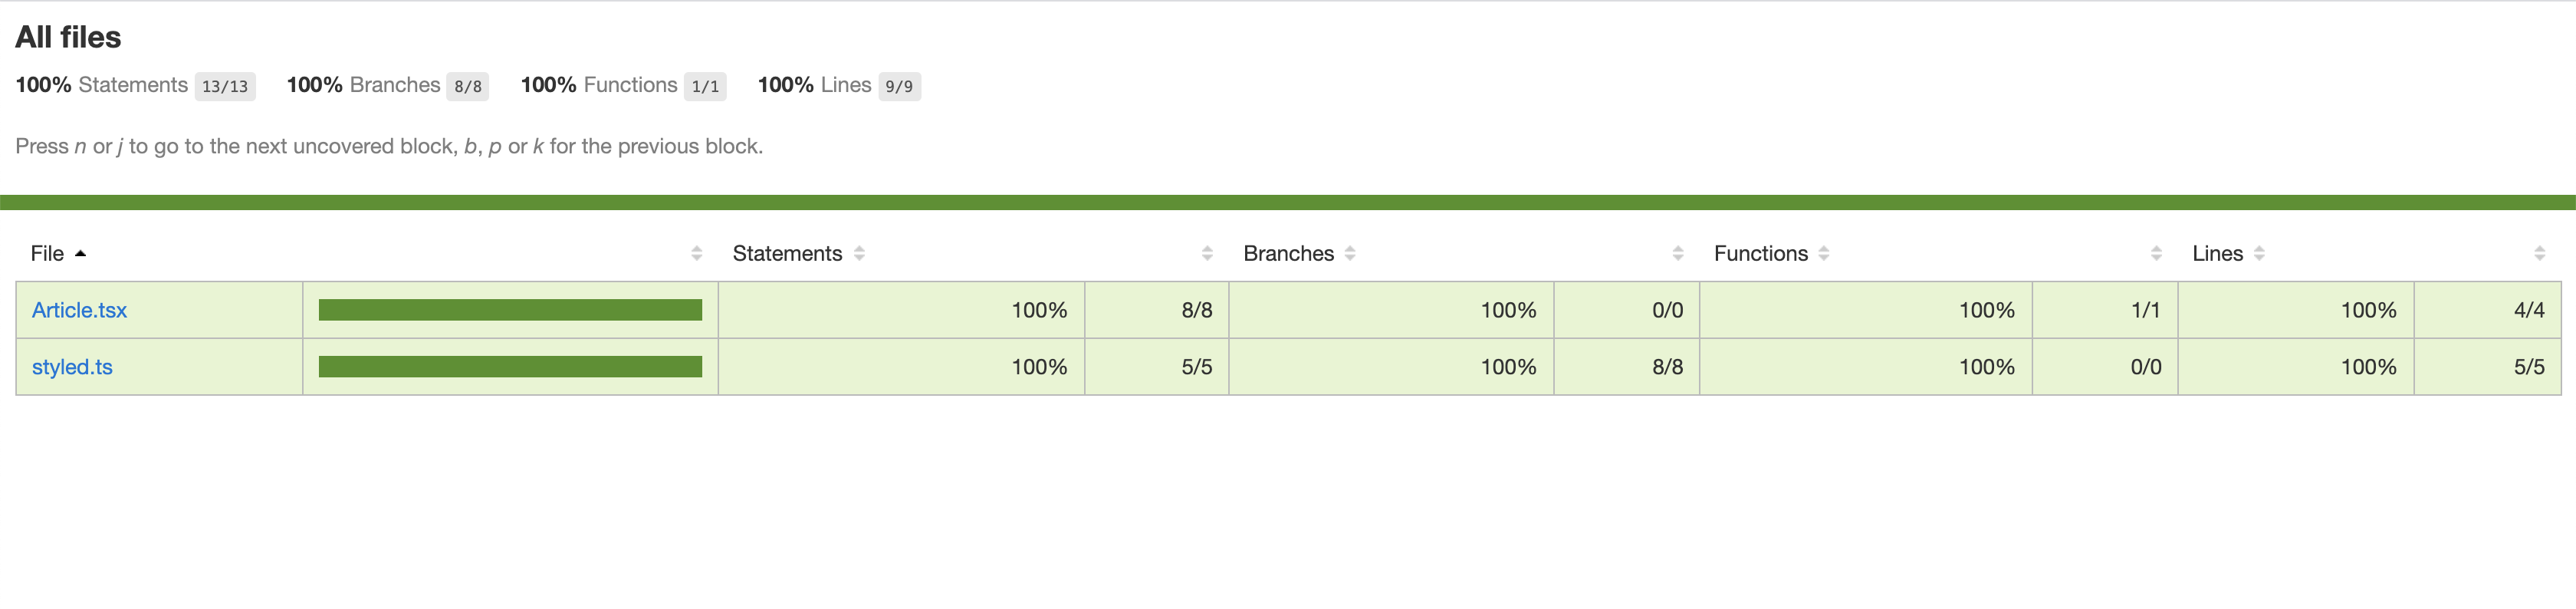 All files
100% Statements 13/13 100% Branches 8/8 100% Functions 1/1 100% Lines 9/9
Press n or j to go to the next uncovered block, b, p or k for the previous block.
File Statements Branches Functions Lines
Article.tsx 100% 8/8 100% 0/0 100% 1/1 100% 4/4
styled.ts 100% 5/5 100% 8/8 100% 0/0 100% 5/5